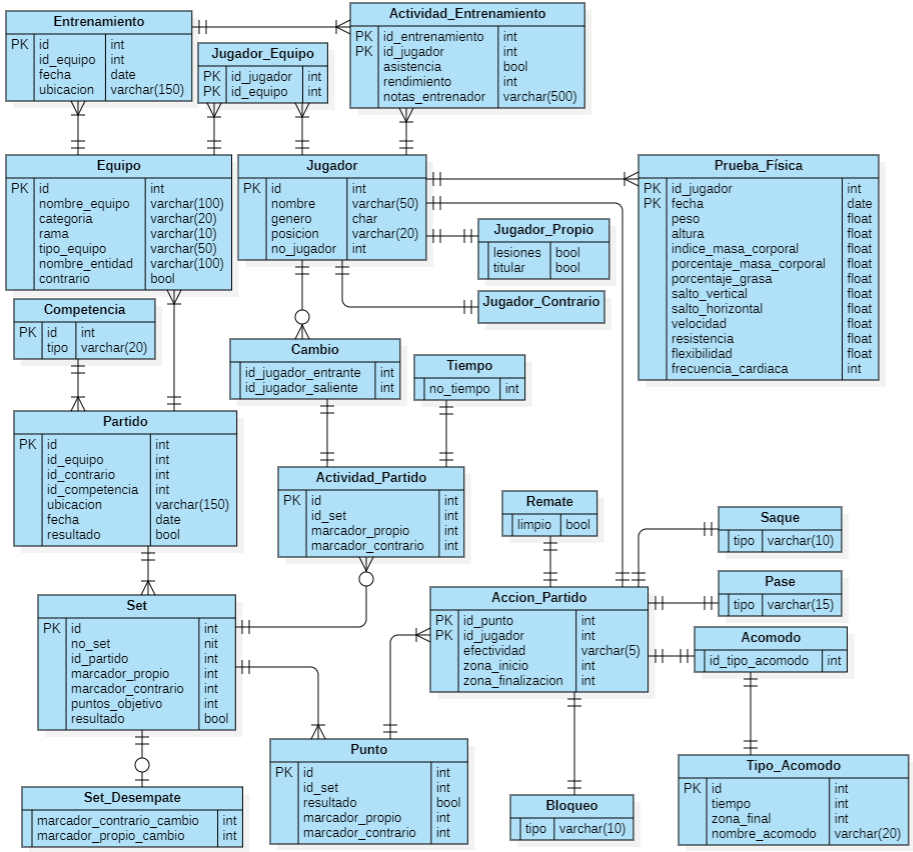 Entrenamiento
PK id int
id_equipo int
fecha date
ubicacion varchar(150)
Jugador_Equipo
PK id_jugador int
PK id_equipo int
Actividad_Entrenamiento
PK id_entrenamiento int
PK id_jugador int
asistencia bool
rendimiento int
notas_entrenador varchar(500)
Equipo
PK id int
nombre_equipo varchar(100)
categoria varchar(20)
rama varchar(10)
tipo_equipo varchar(50)
nombre_entidad varchar(100)
contrario bool
Jugador
PK id int
nombre varchar(50)
genero char
posicion varchar(20)
no_jugador int
Prueba_Física
PK id_jugador int
PK fecha date
peso float
altura float
indice_masa_corporal float
porcentaje_masa_corporal float
porcentaje_grasa float
salto_vertical float
salto_horizontal float
velocidad float
resistencia float
flexibilidad float
frecuencia_cardiaca int
Jugador_Propio
lesiones bool
titular bool
Jugador_Contrario
Competencia
PK id int
tipo varchar(20)
Cambio
id_jugador_entrante int
id_jugador_saliente int
Tiempo
no_tiempo int
Partido
PK id int
id_equipo int
id_contrario int
id_competencia int
ubicacion varchar(150)
fecha date
resultado bool
Actividad_Partido
PK id int
id_set int
marcador_propio int
marcador_contrario int
Remate
limpio bool
Saque
tipo varchar(10)
Pase
tipo varchar(15)
Set
PK id int
no_set nit
id_partido int
marcador_propio int
marcador_contrario int
puntos_objetivo int
resultado bool
Accion_Partido
PK id_punto int
PK id_jugador int
efectividad varchar(5)
zona_inicio int
zona_finalizacion int
Acomodo
id_tipo_acomodo int
Punto
PK id int
id_set int
resultado bool
marcador_propio int
marcador_contrario int
Tipo_Acomodo
PK id int
tiempo int
zona_final int
nombre_acomodo varchar(20)
Set_Desempate
marcador_contrario_cambio int
marcador_propio_cambio int
Bloqueo
tipo varchar(10)